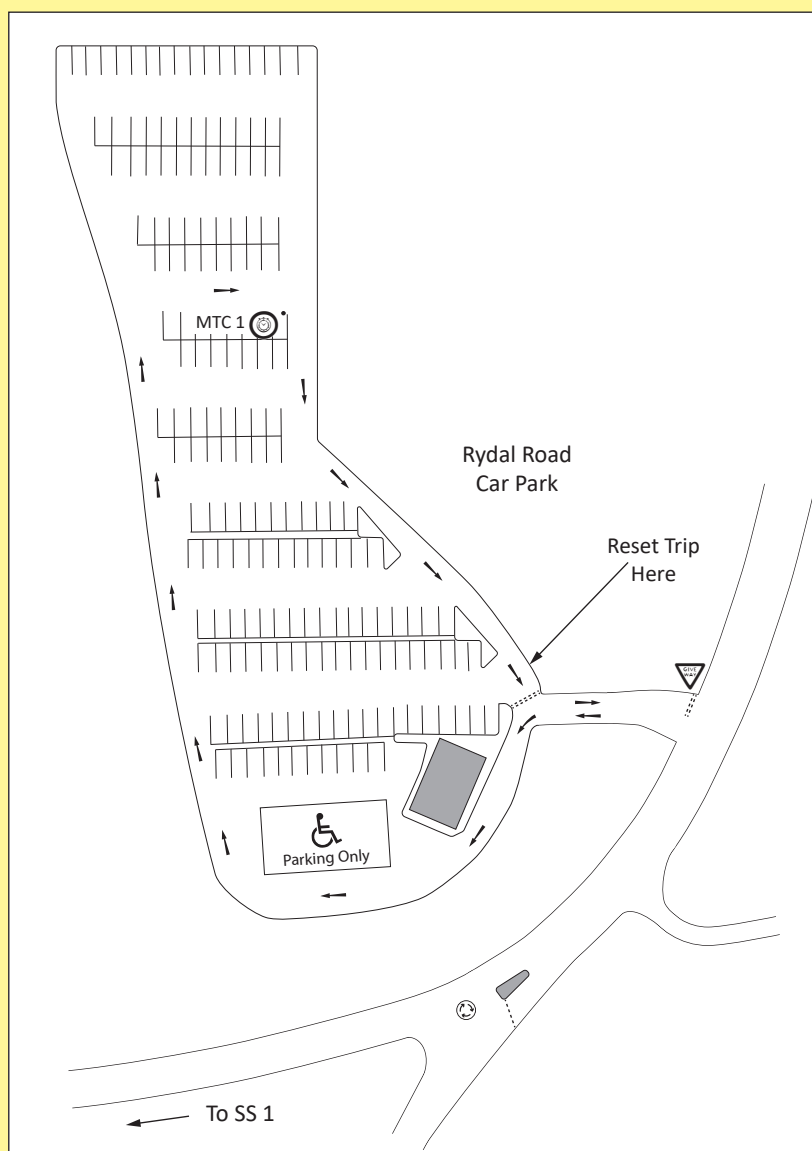 MTC 1
Rydal Road
Car Park
Reset Trip
Here
GIVE
WAY
Parking Only
To SS 1